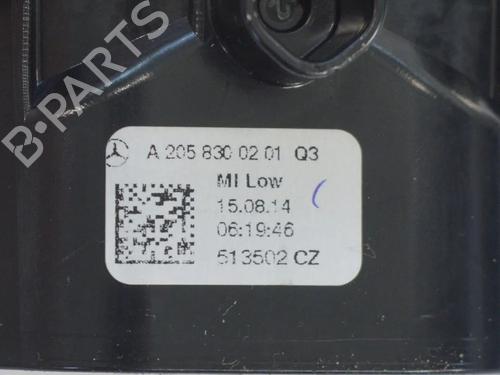 B-PARTS
A 205 830 02 01 Q3
MI Low
15.08.14
06:19:46
513502 CZ